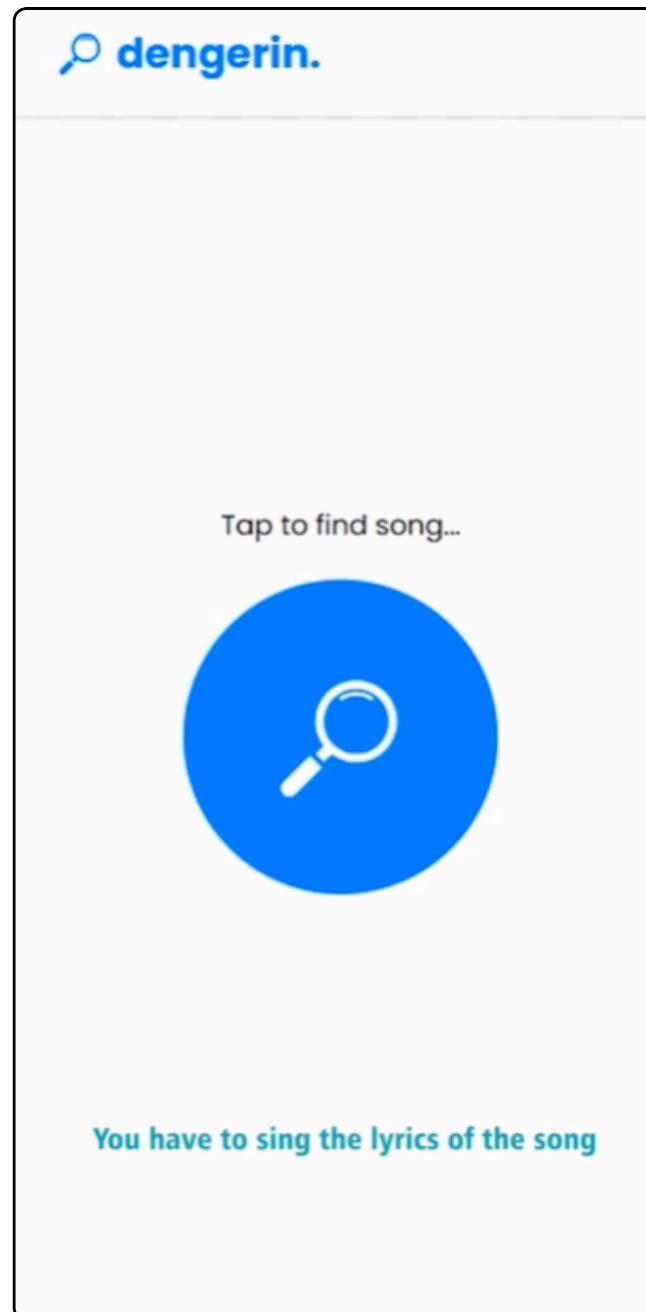 dengerin.
Tap to find song...
You have to sing the lyrics of the song